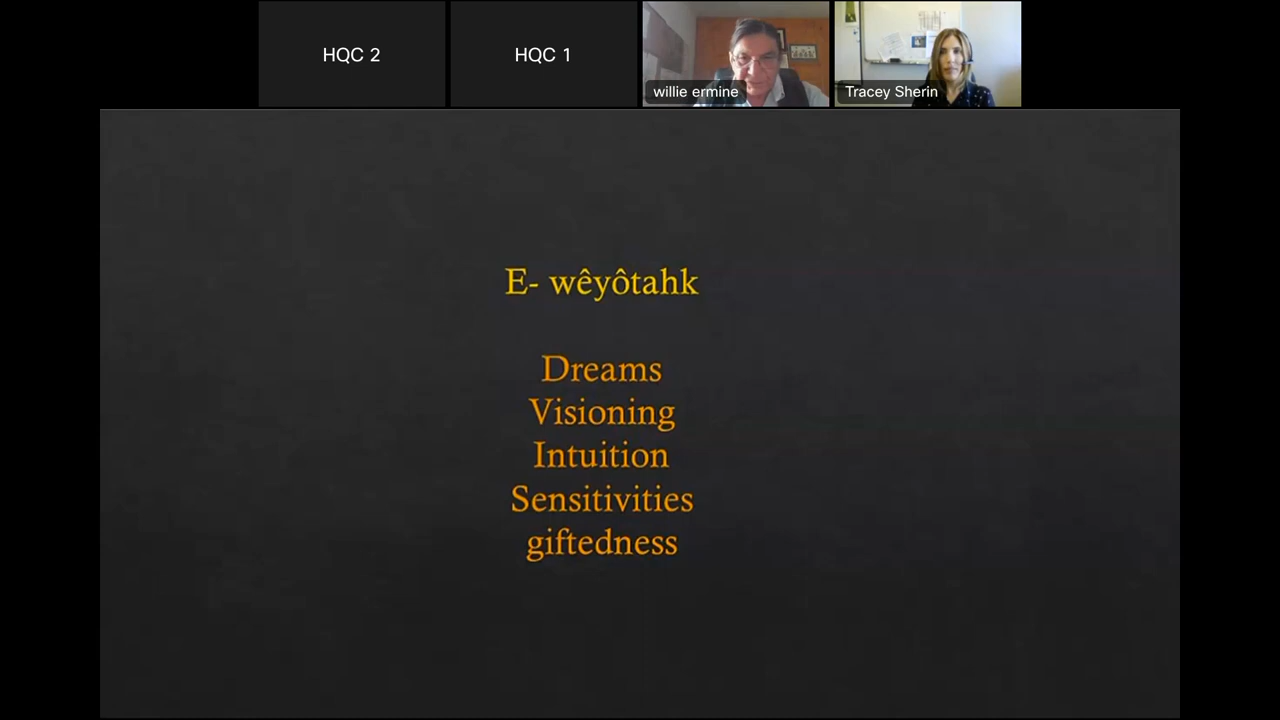 HQC 2
HQC 1
willie ermine
Tracey Sherin
E- wêyôtahk
Dreams
Visioning
Intuition
Sensitivities
giftedness